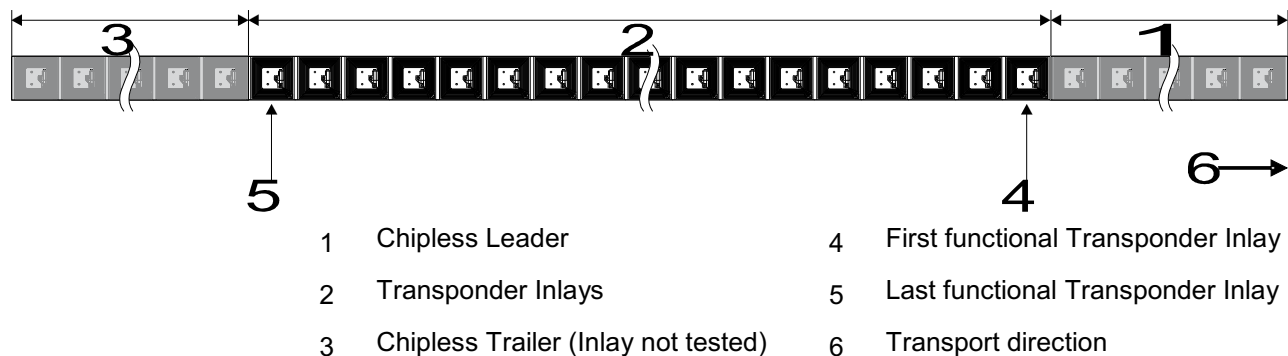 3 2 1
6
5 4
1 Chipless Leader 4 First functional Transponder Inlay
2 Transponder Inlays 5 Last functional Transponder Inlay
3 Chipless Trailer (Inlay not tested) 6 Transport direction